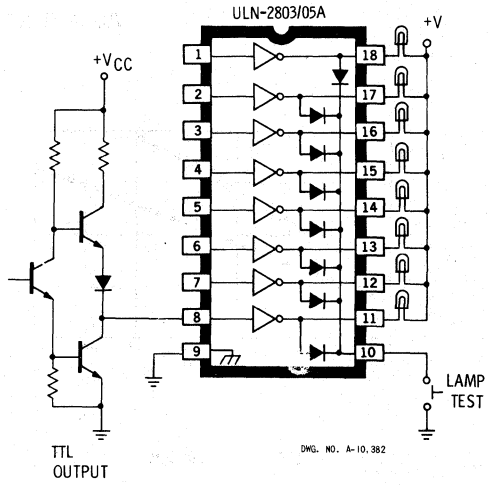 ULN-2803/05A
+V
+VCC
1
18
2
17
3
16
4
15
5
14
6
13
7
12
8
11
9
10
LAMP
TEST
DWG. NO. A-10,382
TTL
OUTPUT